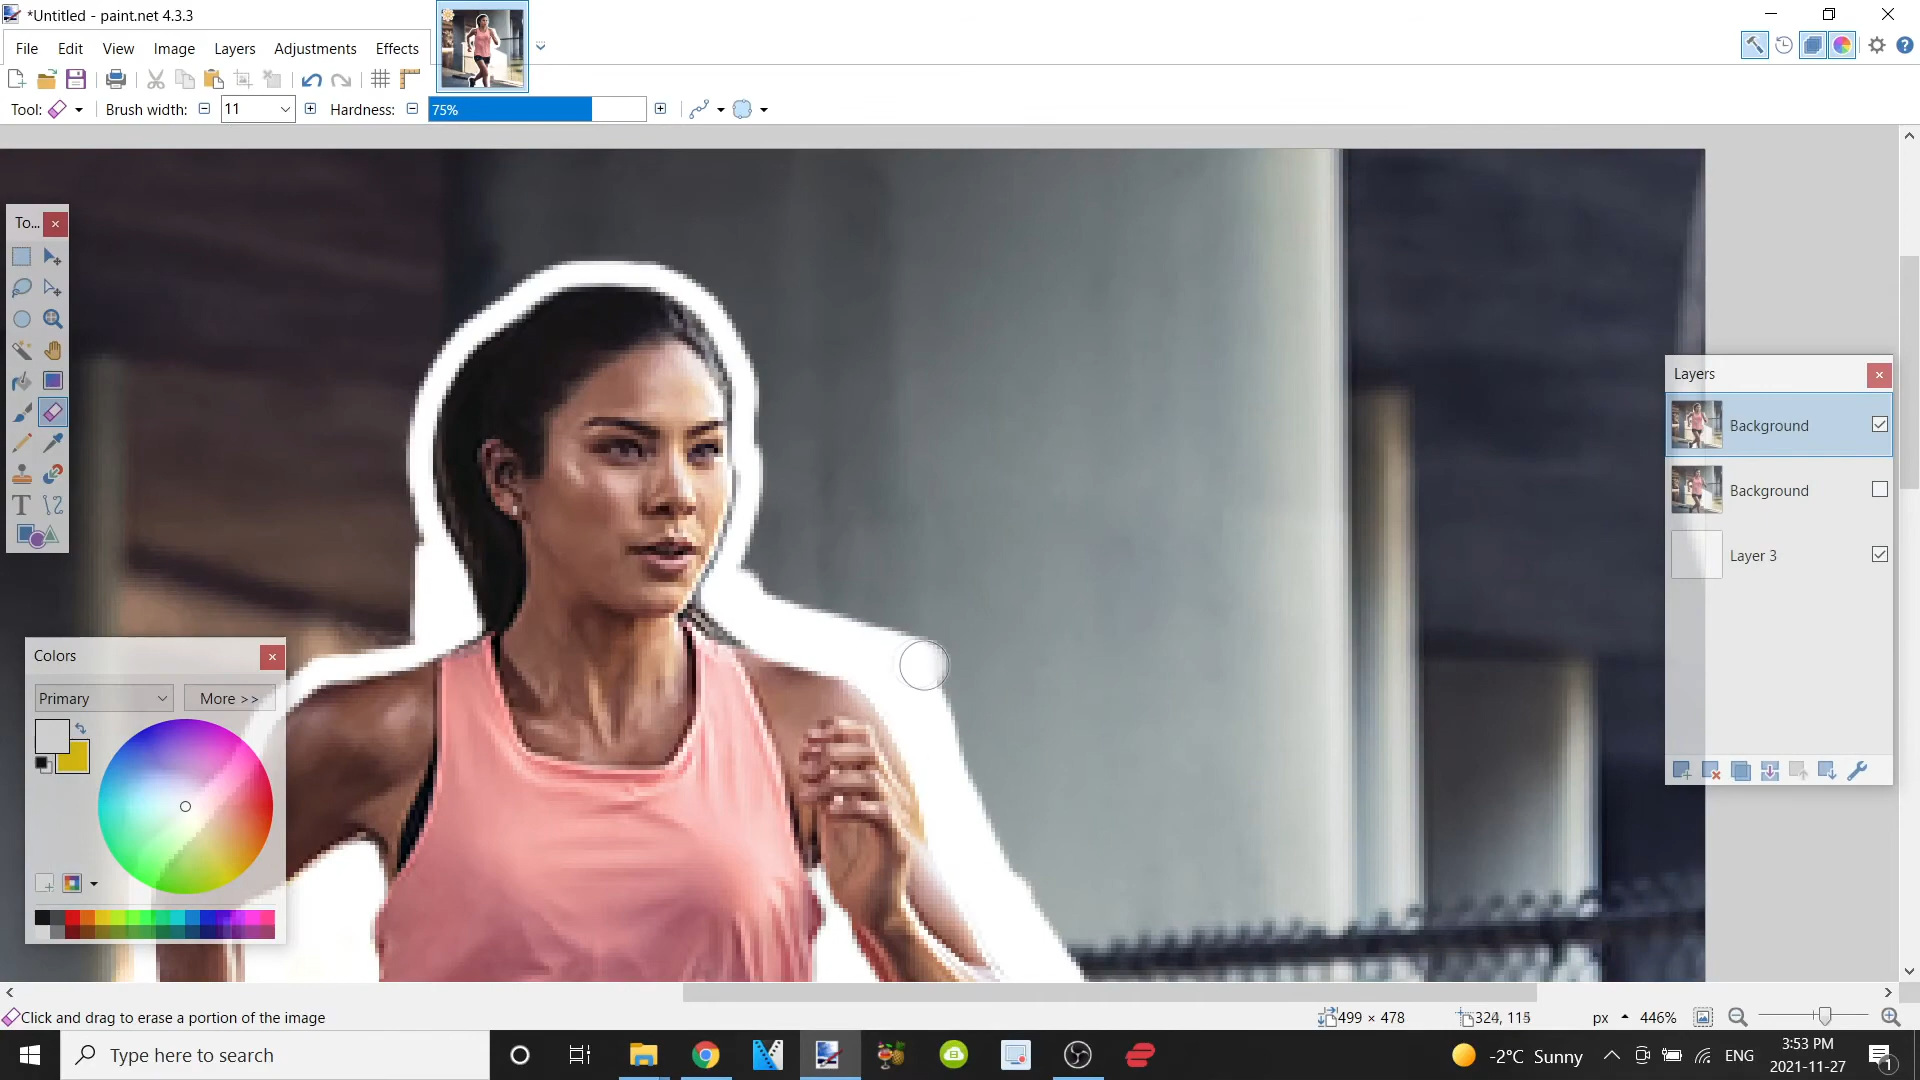 *Untitled - paint.net 4.3.3
File Edit View Image Layers Adjustments Effects
Tool: Brush width: 11 Hardness: 75%
To...
Layers
Background
Background
Layer 3
Colors
Primary More >>
Click and drag to erase a portion of the image
499 × 478
324, 115
px
446%
Type here to search
-2°C Sunny
ENG
3:53 PM
2021-11-27
1